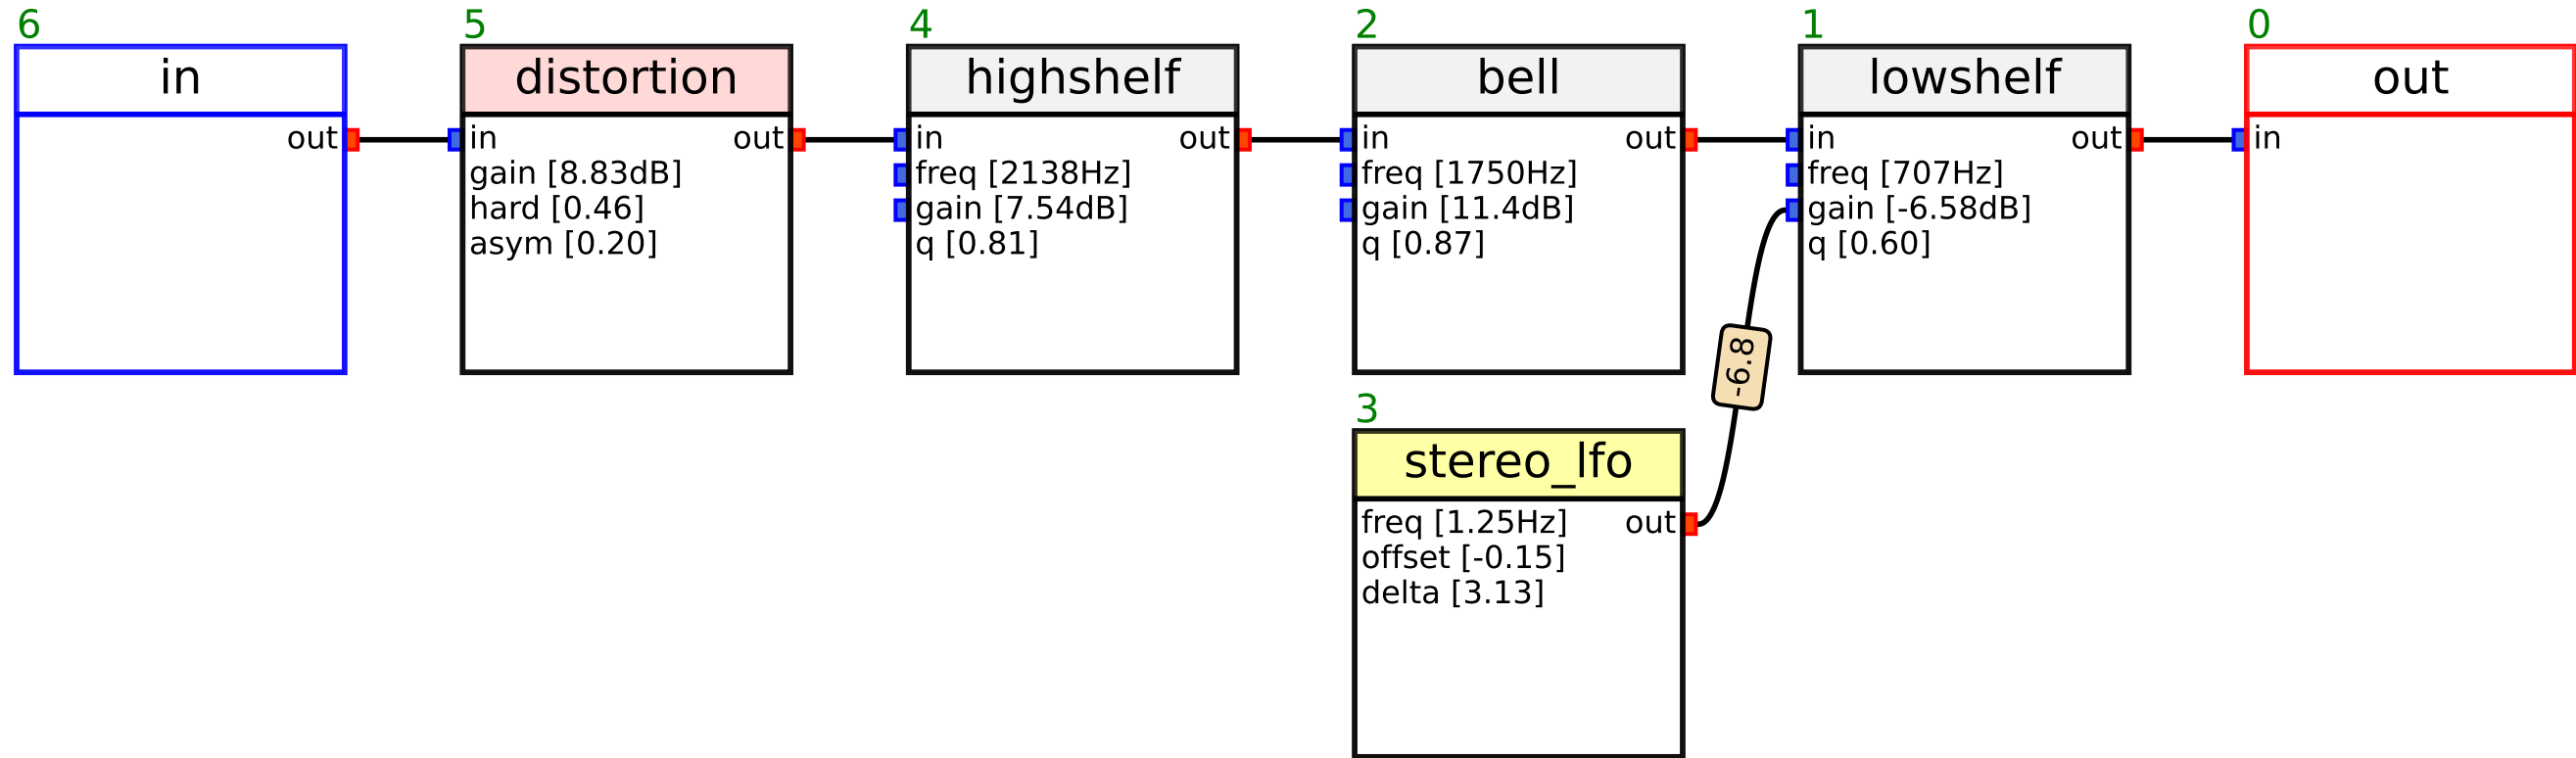 6
in
out
5
distortion
in out
gain [8.83dB]
hard [0.46]
asym [0.20]
4
highshelf
in out
freq [2138Hz]
gain [7.54dB]
q [0.81]
2
bell
in out
freq [1750Hz]
gain [11.4dB]
q [0.87]
1
lowshelf
in out
freq [707Hz]
gain [-6.58dB]
q [0.60]
0
out
in
-6.8
3
stereo_lfo
freq [1.25Hz] out
offset [-0.15]
delta [3.13]